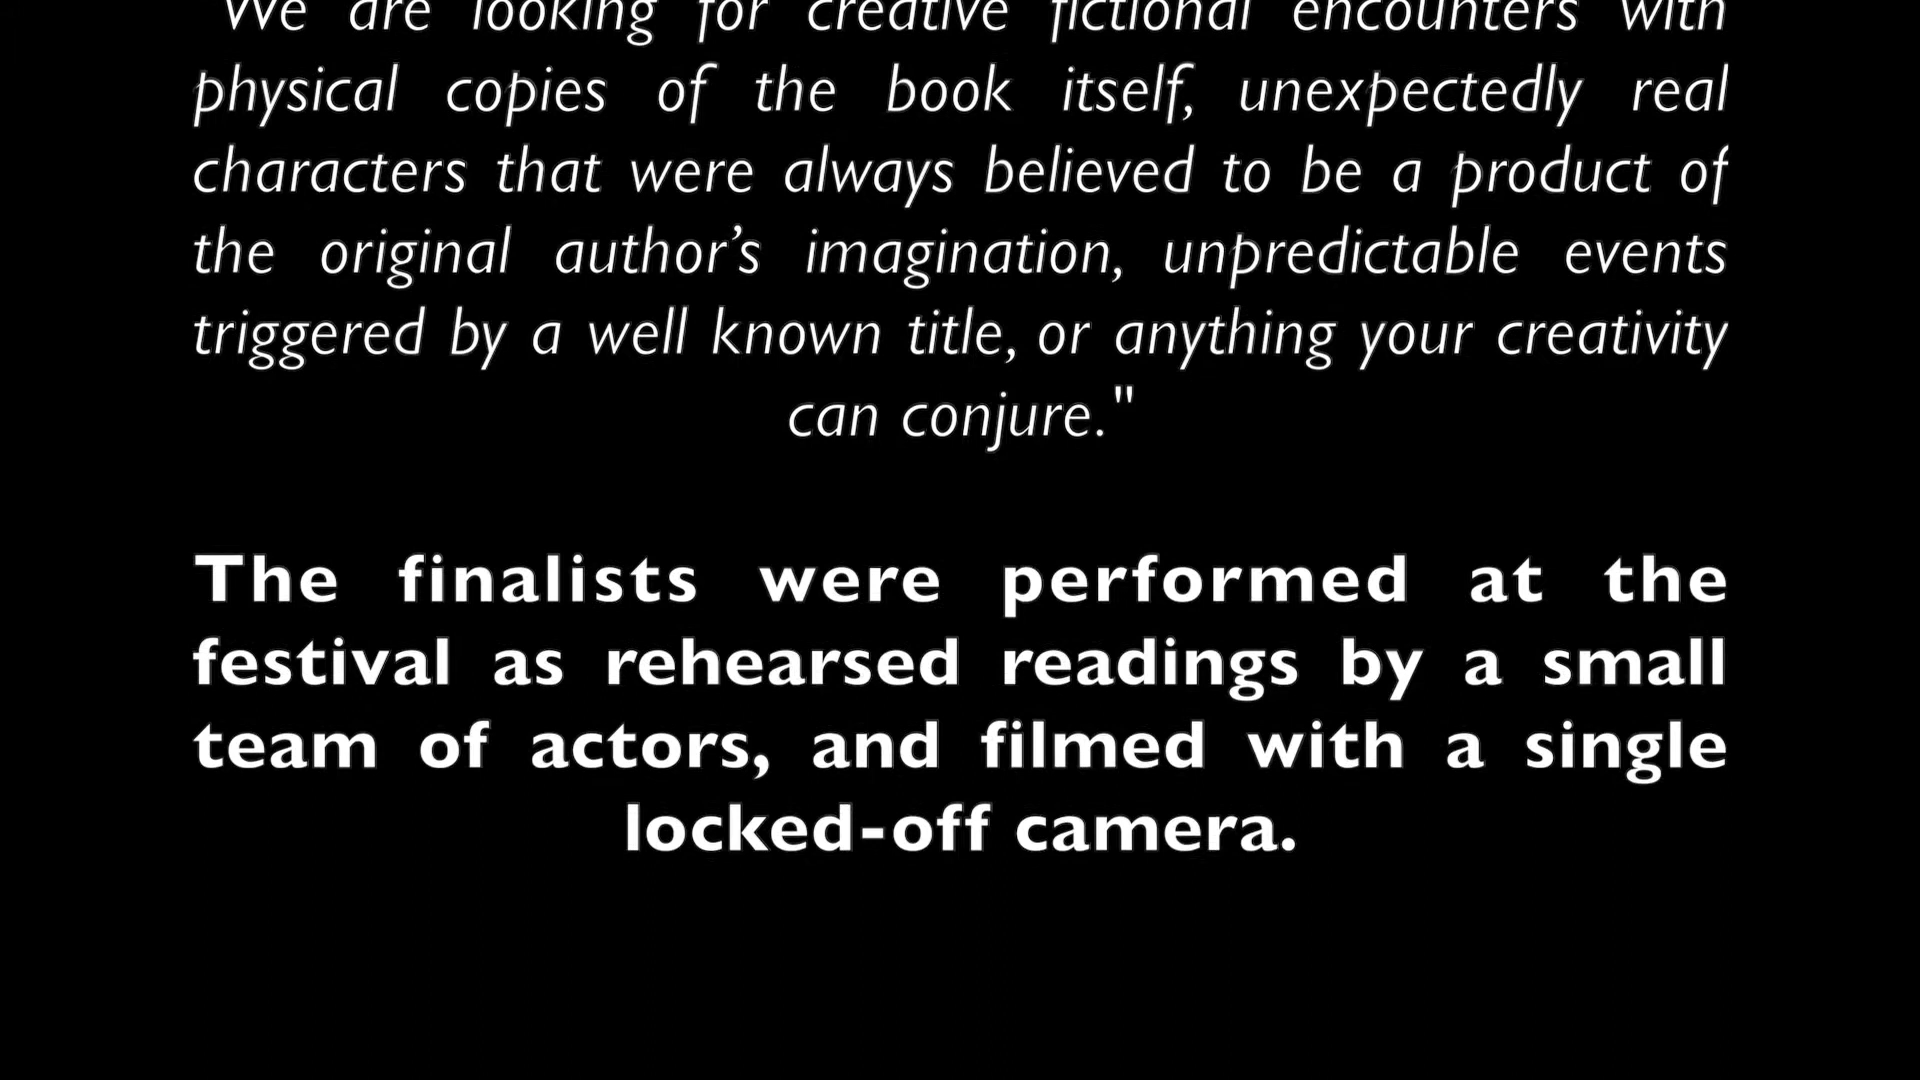 "We are looking for creative fictional encounters with
physical copies of the book itself, unexpectedly real
characters that were always believed to be a product of
the original author’s imagination, unpredictable events
triggered by a well known title, or anything your creativity
can conjure."
The finalists were performed at the
festival as rehearsed readings by a small
team of actors, and filmed with a single
locked-off camera.